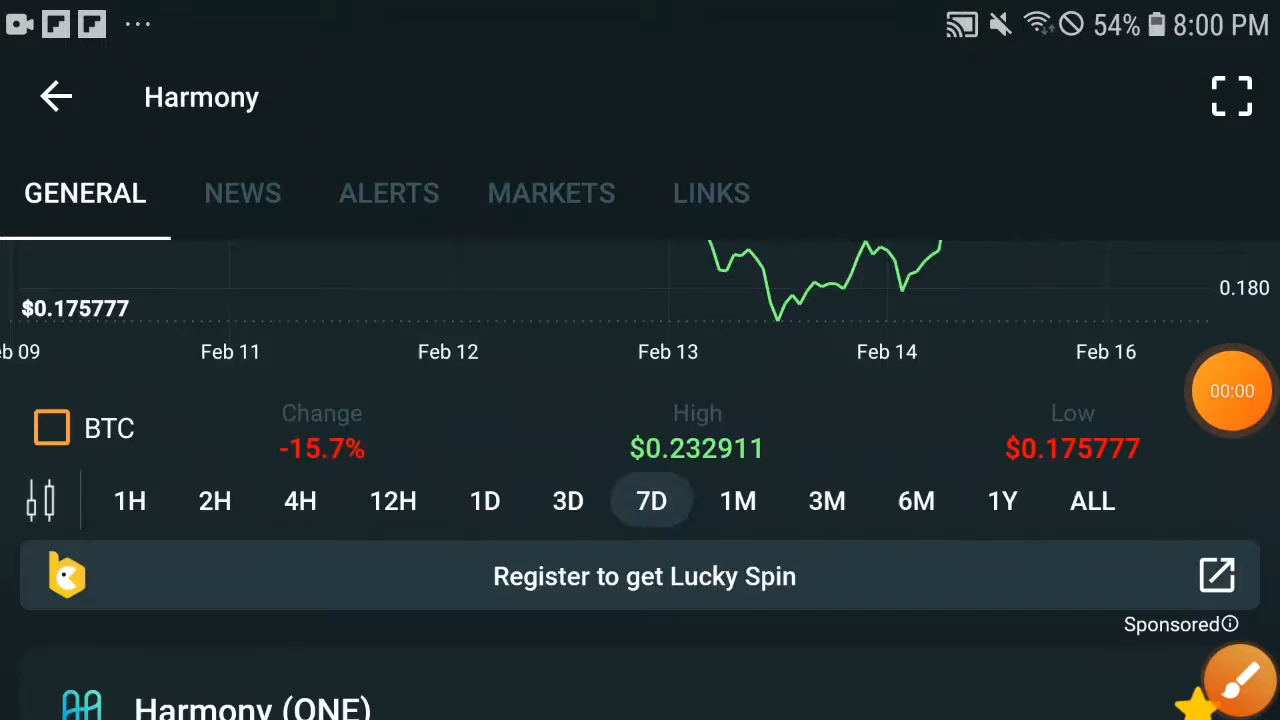 54% 8:00 PM
Harmony
GENERAL NEWS ALERTS MARKETS LINKS
0.180
$0.175777
eb 09 Feb 11 Feb 12 Feb 13 Feb 14 Feb 16
00:00
BTC Change -15.7% High $0.232911 Low $0.175777
1H 2H 4H 12H 1D 3D 7D 1M 3M 6M 1Y ALL
Register to get Lucky Spin
Sponsored
Harmony (ONE)